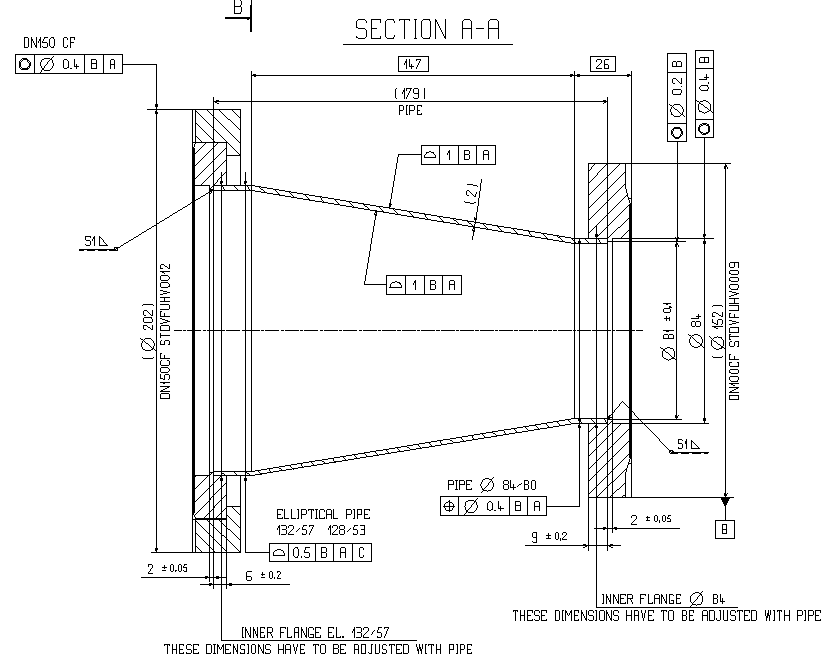 B
SECTION A-A
DN150 CF
Ø 0.4 B A
147
26
(179)
PIPE
Ø 0.2 B
Ø 0.4 B
1 B A
(2)
S1
1 B A
(Ø 202)
DN150CF STDVFUHV0012
Ø 81 ±0,1
Ø 84
(Ø 152)
DN100CF STDVFUHV0009
S1
PIPE Ø 84/80
Ø 0.4 B A
ELLIPTICAL PIPE
132/57 128/53
0.5 B A C
B
2 ±0,05
9 ±0,2
2 ±0.05
6 ±0.2
INNER FLANGE Ø 84
THESE DIMENSIONS HAVE TO BE ADJUSTED WITH PIPE
INNER FLANGE EL. 132/57
THESE DIMENSIONS HAVE TO BE ADJUSTED WITH PIPE